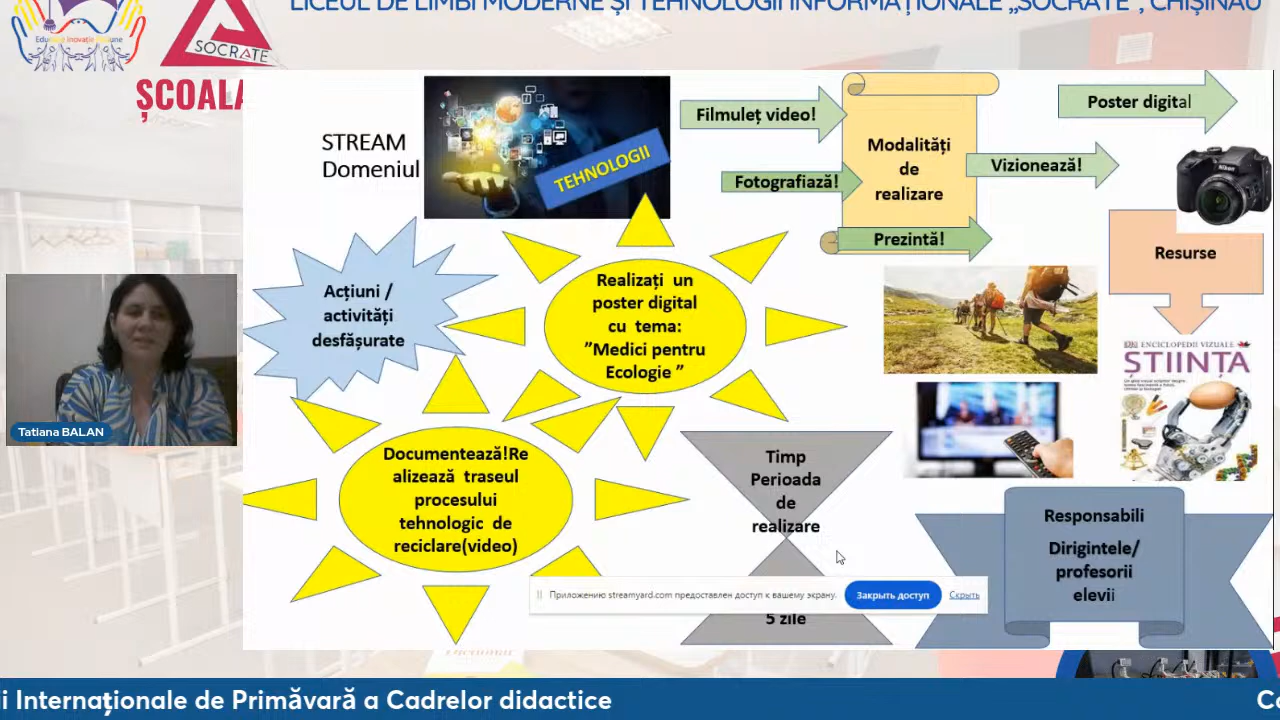 LICEUL DE LIMBI MODERNE ȘI TEHNOLOGII INFORMAȚIONALE „SOCRATE”, CHIȘINĂU
SOCRATE
ȘCOALA
STREAM
Domeniul
TEHNOLOGII
Filmuleț video!
Fotografiază!
Modalități
de
realizare
Prezintă!
Vizionează!
Poster digital
Resurse
Acțiuni /
activități
desfășurate
Realizați un
poster digital
cu tema:
”Medici pentru
Ecologie ”
ENCICLOPEDII VIZUALE
ȘTIINȚA
Tatiana BALAN
Documentează!Re
alizează traseul
procesului
tehnologic de
reciclare(video)
Timp
Perioada
de
realizare
5 zile
Responsabili
Dirigintele/
profesorii
elevii
Приложению streamyard.com предоставлен доступ к вашему экрану.
Закрыть доступ
Скрыть
ii Internaționale de Primăvară a Cadrelor didactice